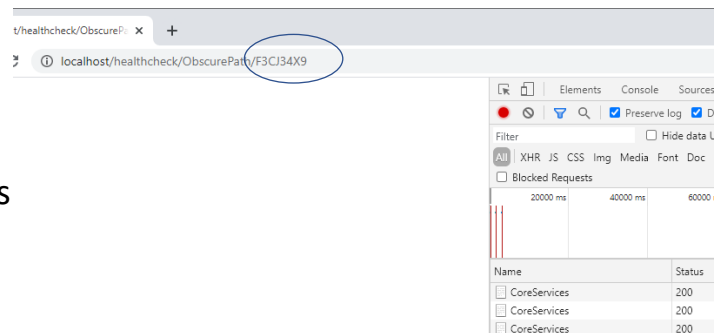 t/healthcheck/ObscurePa
localhost/healthcheck/ObscurePath/F3CJ34X9
Elements Console Sources
Preserve log D
Filter Hide data U
All XHR JS CSS Img Media Font Doc
Blocked Requests
s
20000 ms 40000 ms 60000
Name Status
CoreServices 200
CoreServices 200
CoreServices 200